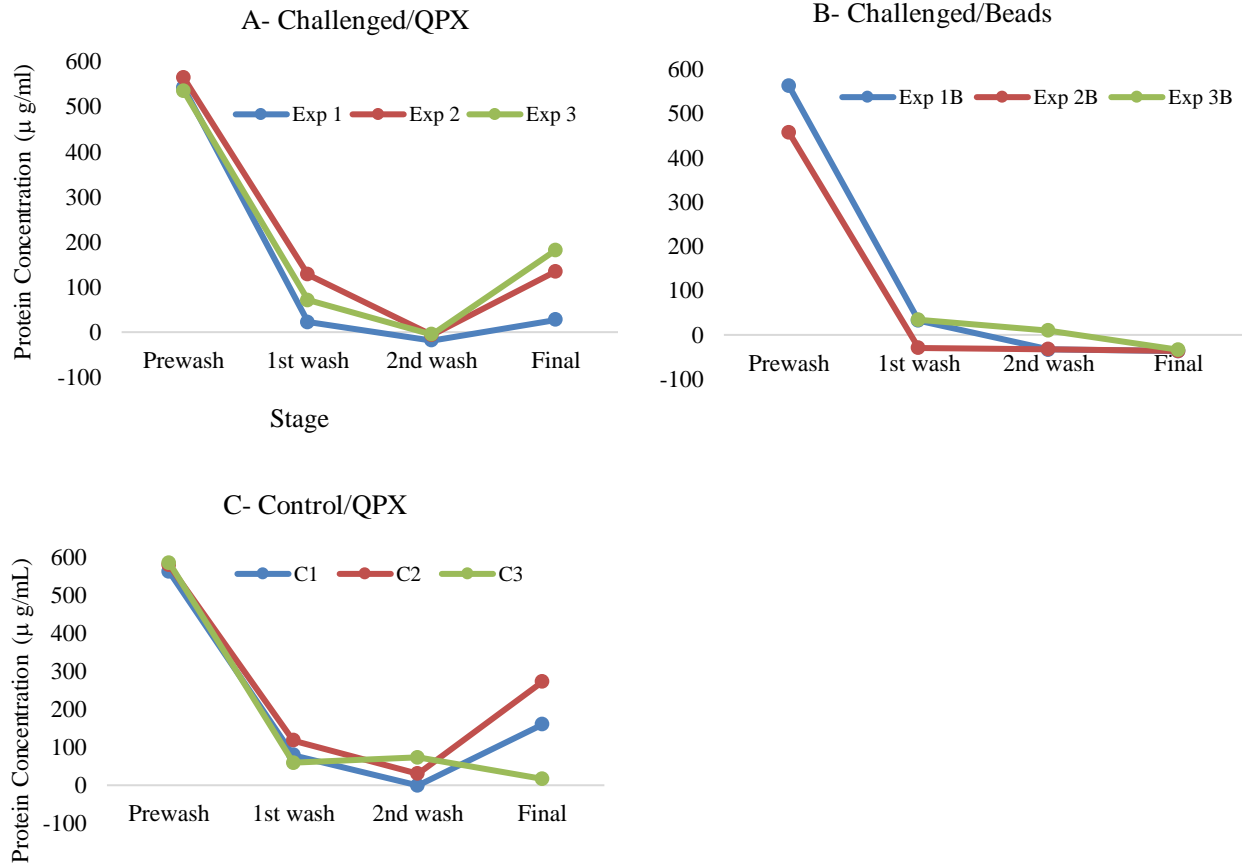 A- Challenged/QPX
Protein Concentration (μ g/ml)
600
500
400
300
200
100
0
-100
Exp 1 Exp 2 Exp 3
Prewash 1st wash 2nd wash Final
Stage
B- Challenged/Beads
600
500
400
300
200
100
0
-100
Exp 1B Exp 2B Exp 3B
Prewash 1st wash 2nd wash Final
C- Control/QPX
Protein Concentration (μ g/mL)
600
500
400
300
200
100
0
-100
C1 C2 C3
Prewash 1st wash 2nd wash Final